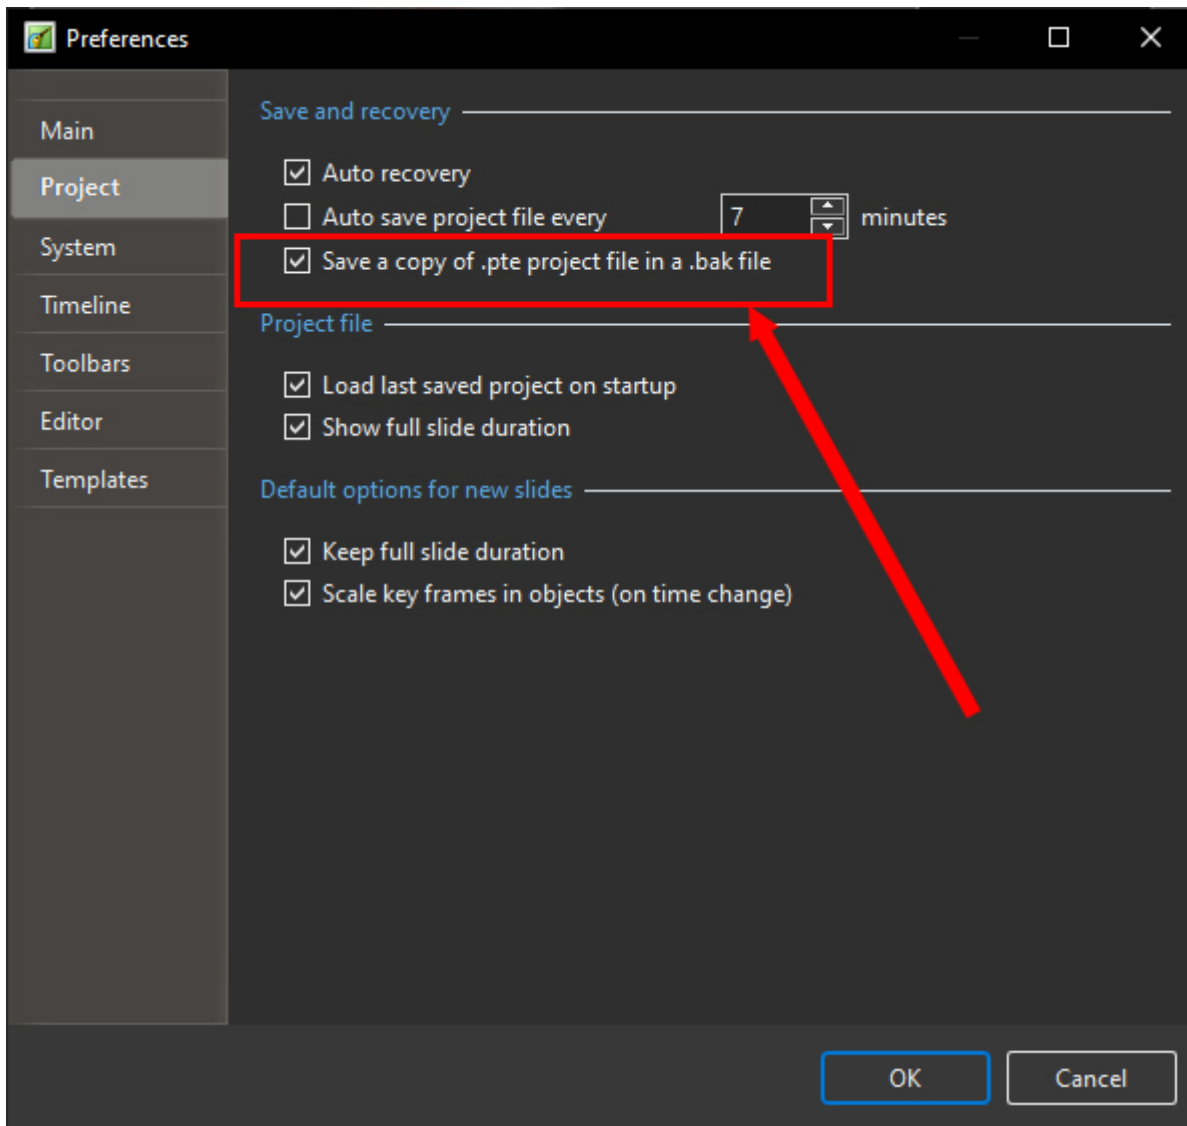 Preferences
Main
Project
System
Timeline
Toolbars
Editor
Templates
Save and recovery
Auto recovery
Auto save project file every 7 minutes
Save a copy of .pte project file in a .bak file
Project file
Load last saved project on startup
Show full slide duration
Default options for new slides
Keep full slide duration
Scale key frames in objects (on time change)
OK Cancel